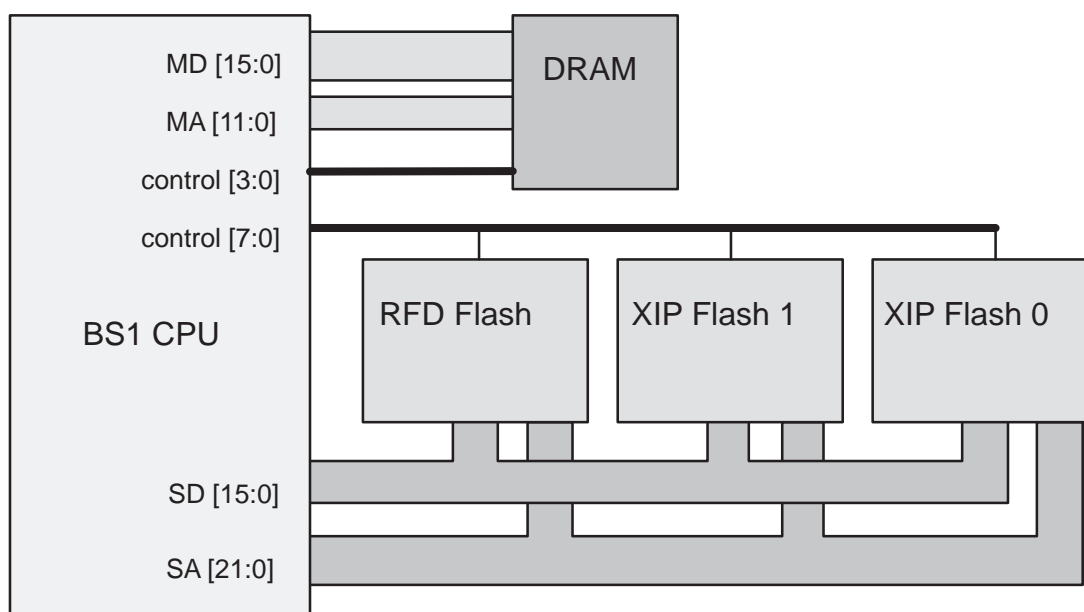 MD [15:0]
DRAM
MA [11:0]
control [3:0]
control [7:0]
RFD Flash
XIP Flash 1
XIP Flash 0
BS1 CPU
SD [15:0]
SA [21:0]